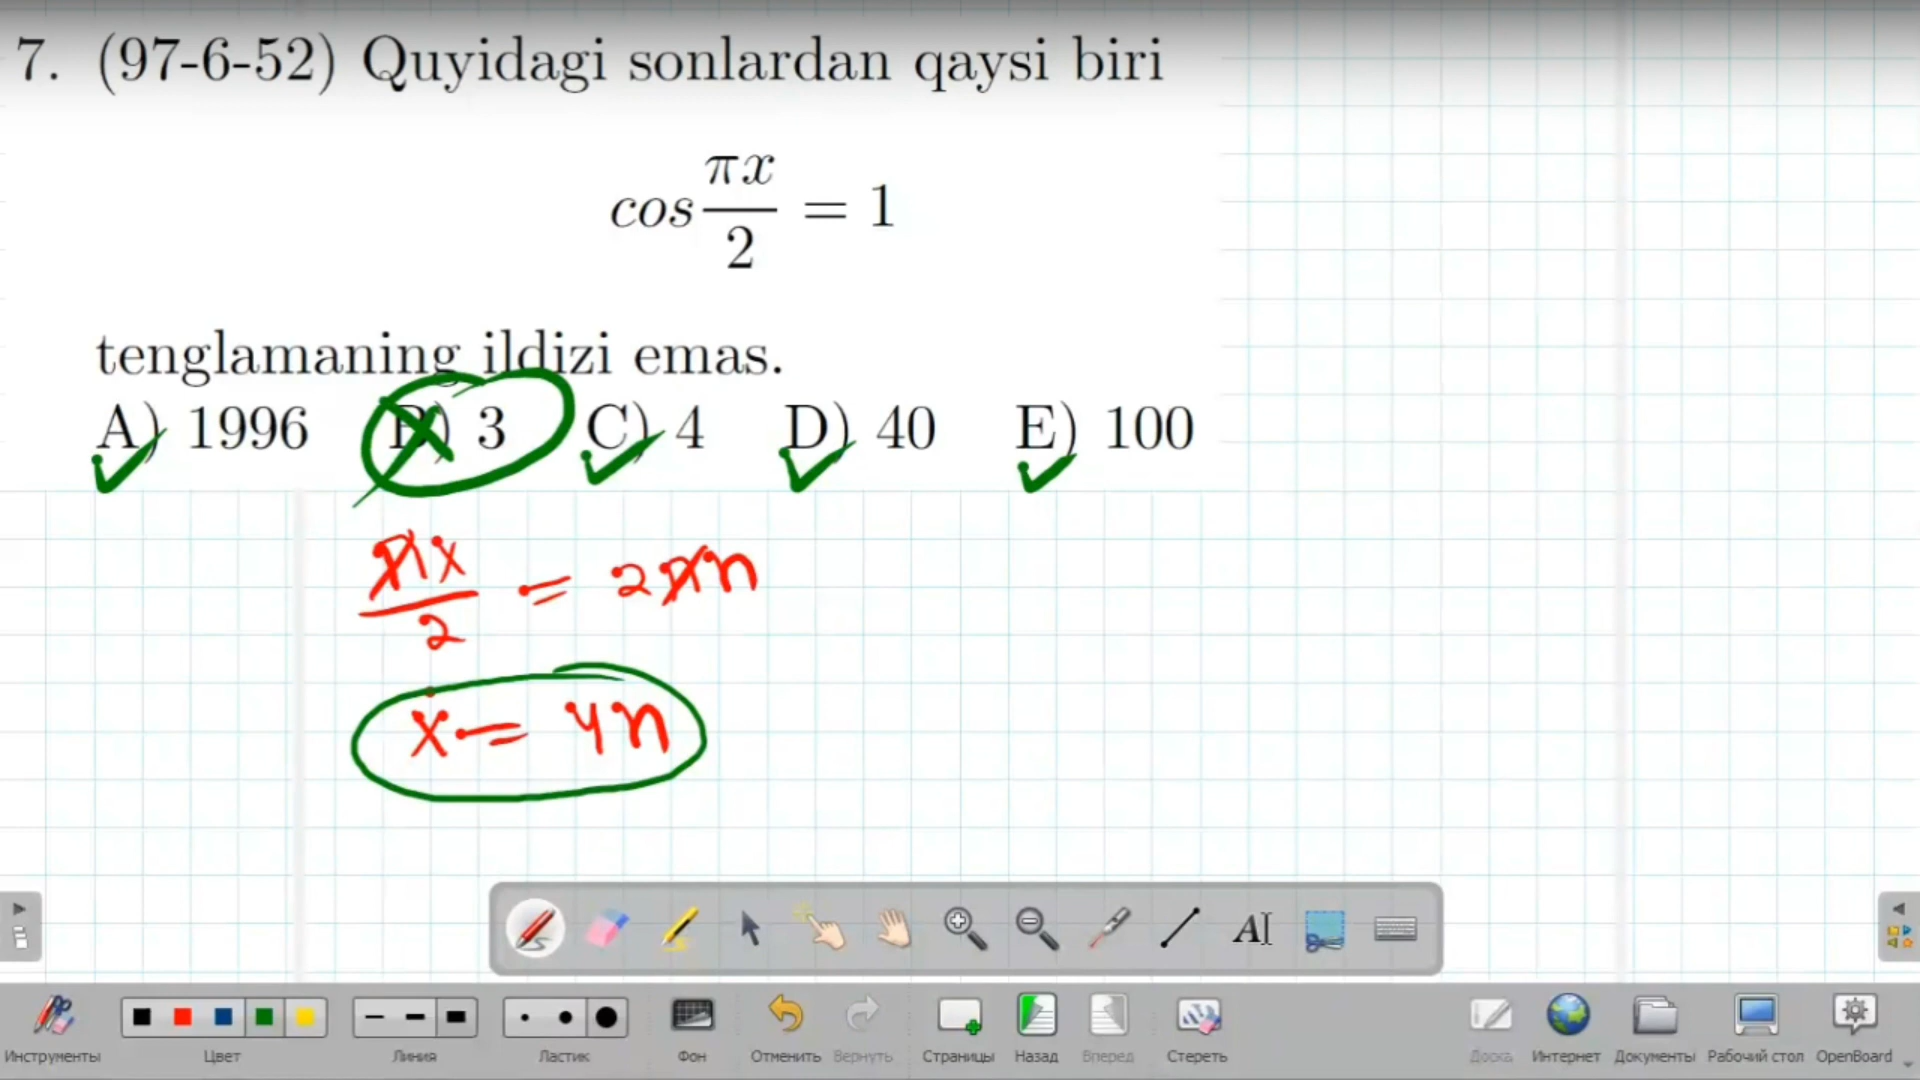 7. (97-6-52) Quyidagi sonlardan qaysi biri
cos πx/2 = 1
tenglamaning ildizi emas.
A) 1996 B) 3 C) 4 D) 40 E) 100
πx/2 = 2πn
x = 4n
Инструменты Цвет Линия Ластик Фон Отменить Вернуть Страницы Назад Вперед Стереть Доска Интернет Документы Рабочий стол OpenBoard